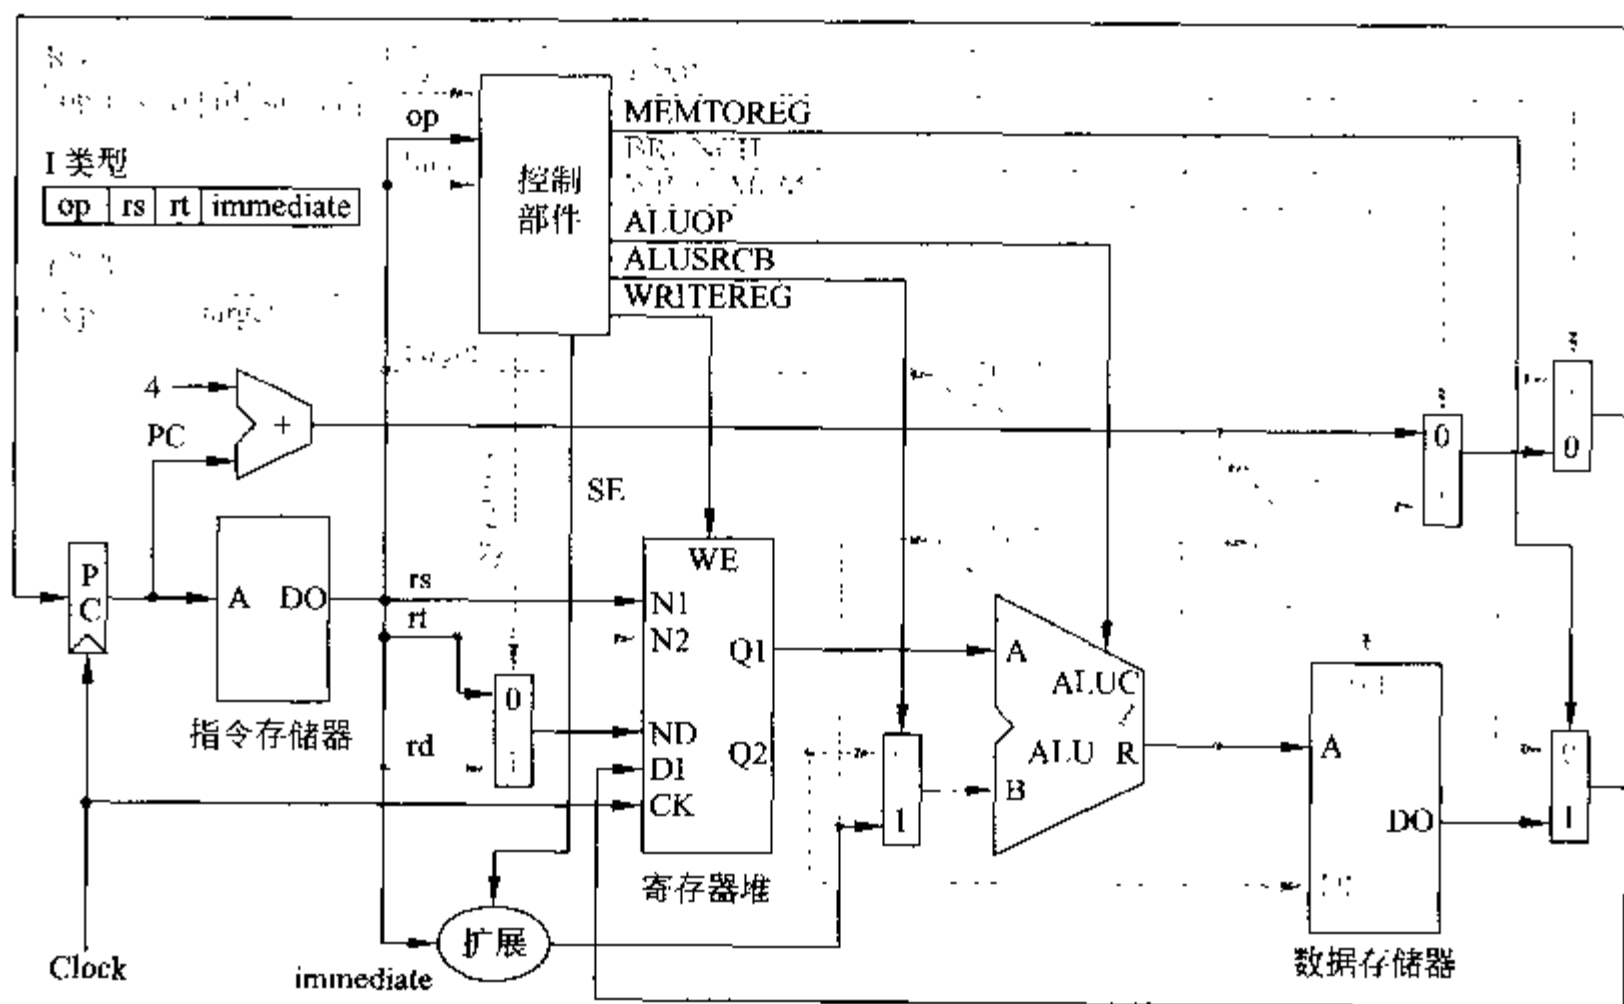 op
MEMTOREG
I 类型
op rs rt immediate
控制
部件
ALUOP
ALUSRCB
WRITEREG
4
PC
+
0
0
SE
P
C
A DO
rs
rt
WE
N1
N2
Q1
A
ALUC
指令存储器
0
rd
ND
DI
Q2
ALU R
A
CK
B
1
DO
1
寄存器堆
扩展
数据存储器
Clock
immediate